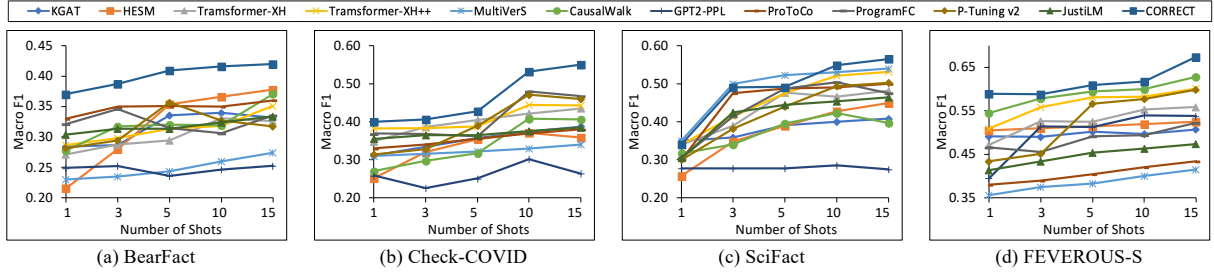 KGAT HESM Transformer-XH Transformer-XH++ MultiVerS CausalWalk GPT2-PPL ProToCo ProgramFC P-Tuning v2 JustiLM CORRECT
Macro F1
0.45
0.40
0.35
0.30
0.25
0.20
1 3 5 10 15
Number of Shots
(a) BearFact
Macro F1
0.60
0.50
0.40
0.30
0.20
1 3 5 10 15
Number of Shots
(b) Check-COVID
Macro F1
0.60
0.50
0.40
0.30
0.20
1 3 5 10 15
Number of Shots
(c) SciFact
Macro F1
0.65
0.55
0.45
0.35
1 3 5 10 15
Number of Shots
(d) FEVEROUS-S